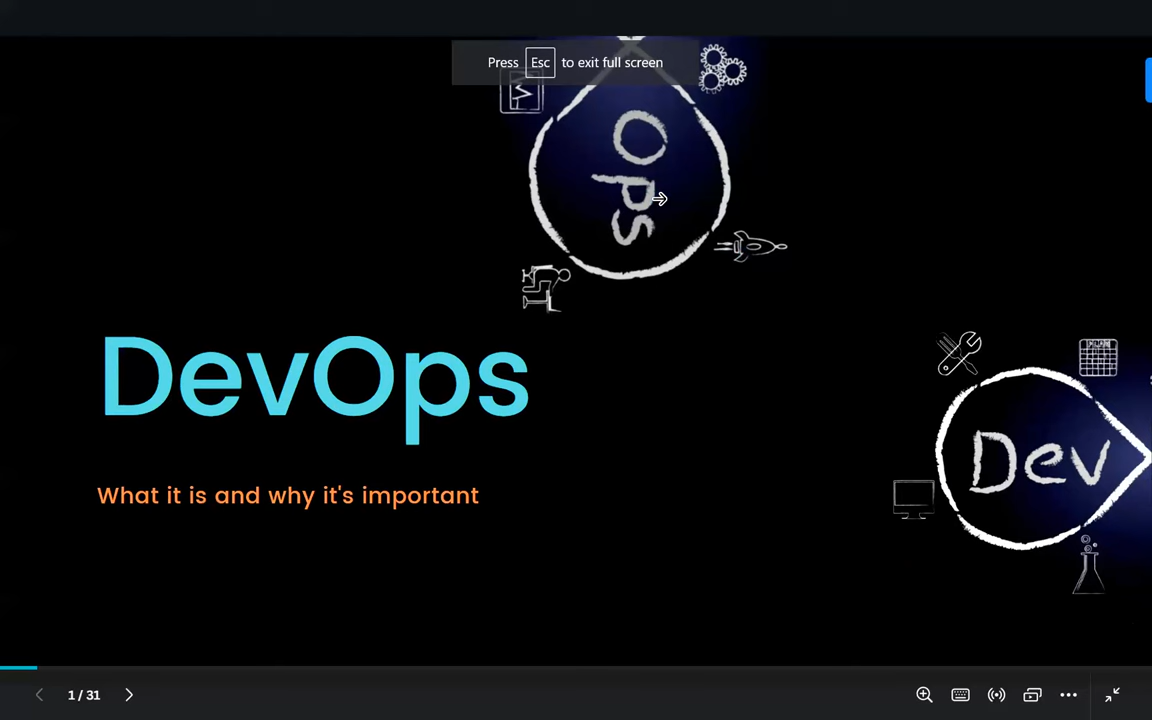 Press Esc to exit full screen
Ops
DevOps
What it is and why it's important
Dev
1 / 31